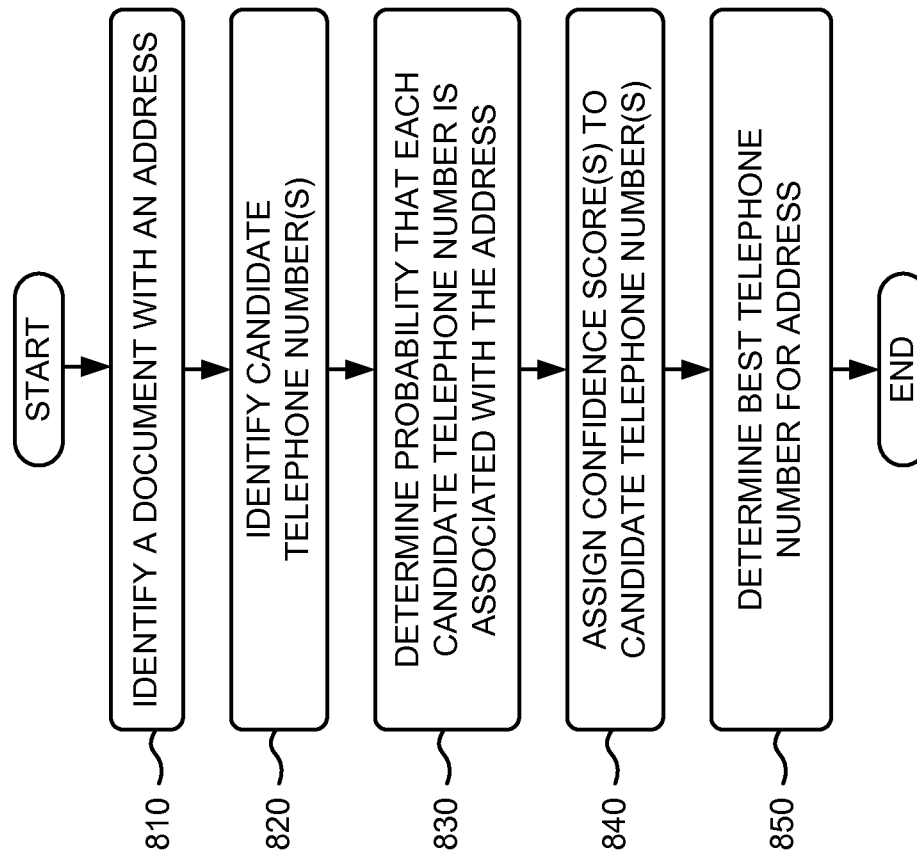 START
810
IDENTIFY A DOCUMENT WITH AN ADDRESS
820
IDENTIFY CANDIDATE
TELEPHONE NUMBER(S)
830
DETERMINE PROBABILITY THAT EACH
CANDIDATE TELEPHONE NUMBER IS
ASSOCIATED WITH THE ADDRESS
840
ASSIGN CONFIDENCE SCORE(S) TO
CANDIDATE TELEPHONE NUMBER(S)
850
DETERMINE BEST TELEPHONE
NUMBER FOR ADDRESS
END